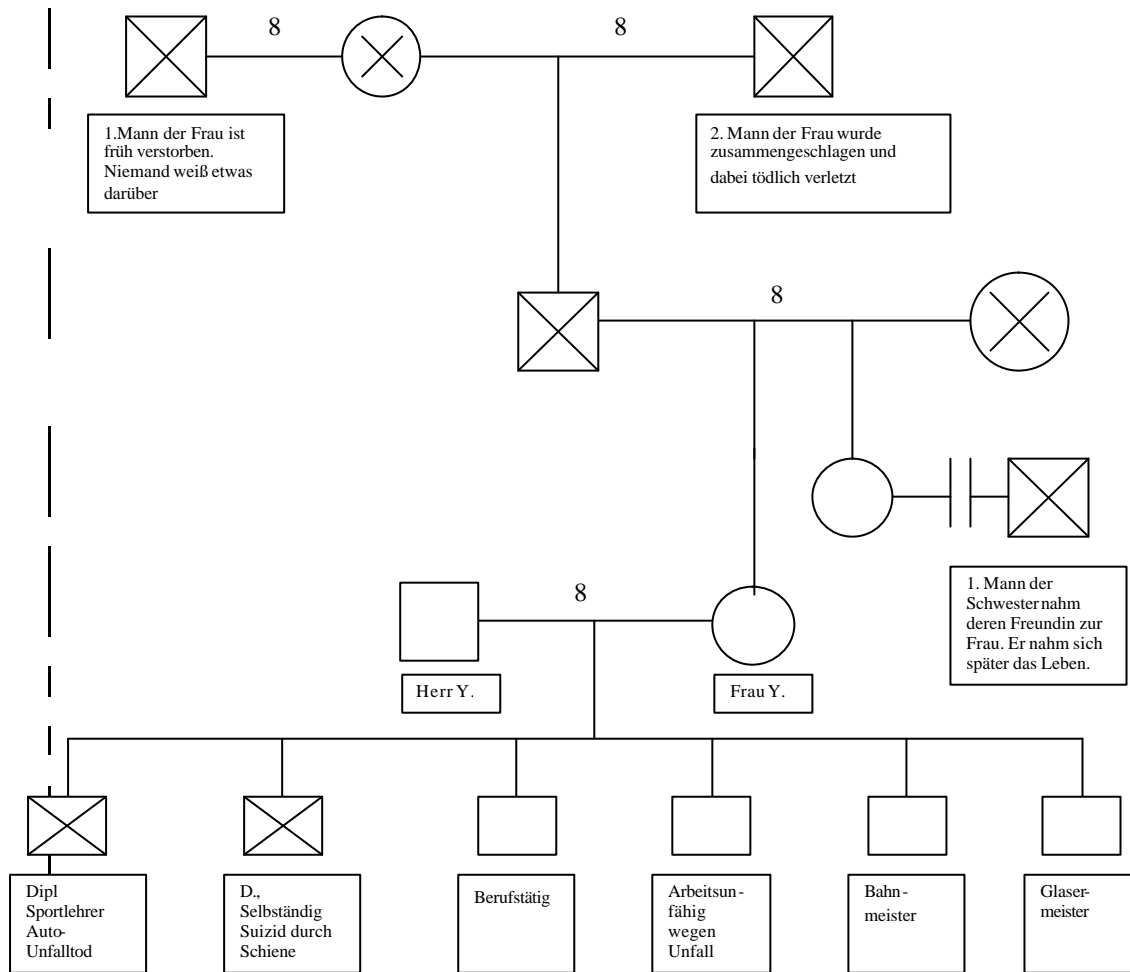 8
8
1.Mann der Frau ist
früh verstorben.
Niemand weiß etwas
darüber
2. Mann der Frau wurde
zusammengeschlagen und
dabei tödlich verletzt
8
1. Mann der
Schwester nahm
deren Freundin zur
Frau. Er nahm sich
später das Leben.
8
Herr Y.
Frau Y.
Dipl
Sportlehrer
Auto-
Unfalltod
D.,
Selbständig
Suizid durch
Schiene
Berufstätig
Arbeitsun-
fähig
wegen
Unfall
Bahn-
meister
Glaser-
meister